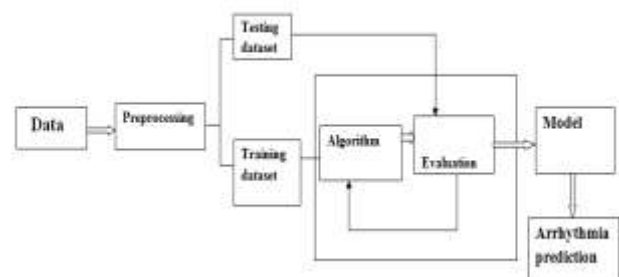 Data
Preprocessing
Testing
dataset
Training
dataset
Algorithm
Evaluation
Model
Arrhythmia
prediction